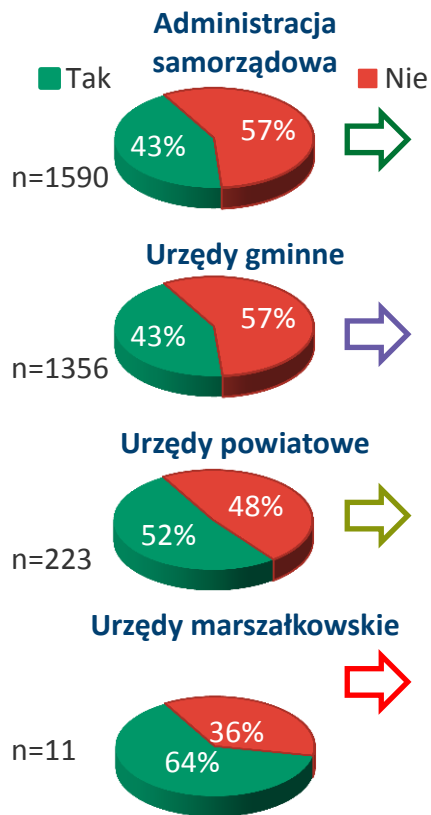 Administracja
samorządowa
Tak
Nie
43%
57%
n=1590
Urzędy gminne
43%
57%
n=1356
Urzędy powiatowe
48%
52%
n=223
Urzędy marszałkowskie
36%
n=11
64%